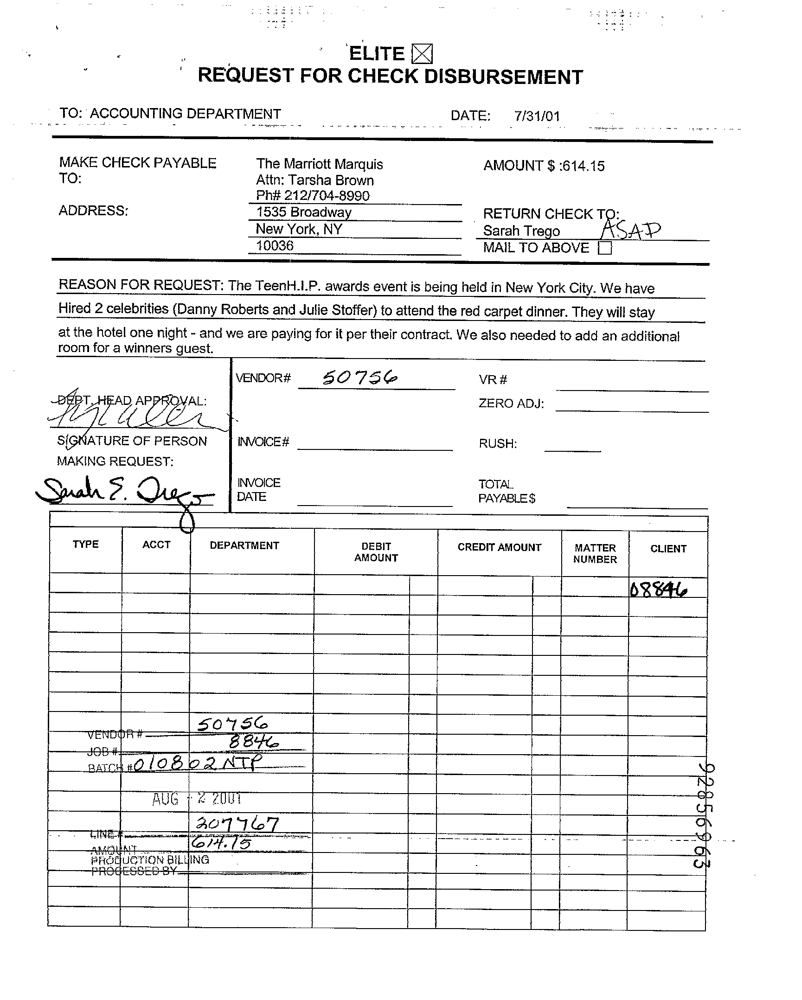 ELITE ☒
REQUEST FOR CHECK DISBURSEMENT
TO: ACCOUNTING DEPARTMENT DATE: 7/31/01
MAKE CHECK PAYABLE The Marriott Marquis AMOUNT $ :614.15
TO: Attn: Tarsha Brown
Ph# 212/704-8990
ADDRESS: 1535 Broadway RETURN CHECK TO:
New York, NY Sarah Trego ASAP
10036 MAIL TO ABOVE ☐
REASON FOR REQUEST: The TeenH.I.P. awards event is being held in New York City. We have
Hired 2 celebrities (Danny Roberts and Julie Stoffer) to attend the red carpet dinner. They will stay
at the hotel one night - and we are paying for it per their contract. We also needed to add an additional
room for a winners guest.
VENDOR# 50756 VR #
DEPT. HEAD APPROVAL: ZERO ADJ:
SIGNATURE OF PERSON INVOICE# RUSH:
MAKING REQUEST:
Sarah E. Trego INVOICE TOTAL
DATE PAYABLE $
TYPE ACCT DEPARTMENT DEBIT CREDIT AMOUNT MATTER CLIENT
AMOUNT NUMBER
08846
VENDOR # 50756
JOB # 8846
BATCH # 010802NTP
AUG - 2 2001
LINE # 207767
AMOUNT 614.15
PRODUCTION BILLING
PROCESSED BY
92856963